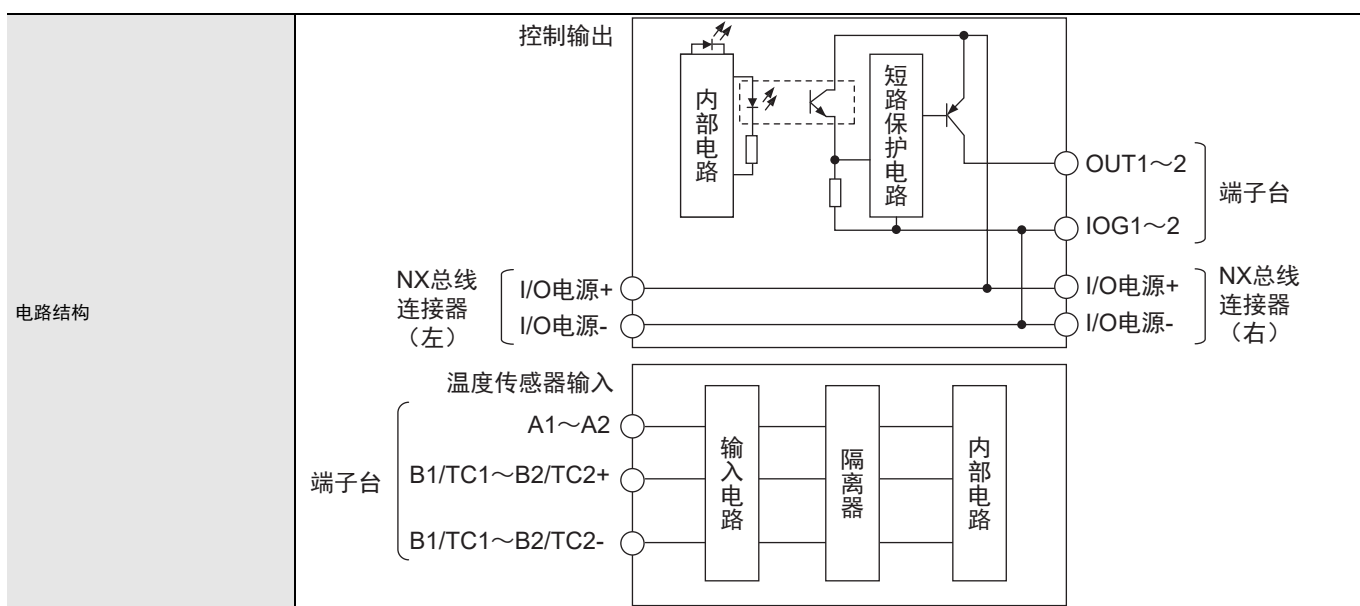 电路结构
控制输出
内部电路
短路保护电路
OUT1～2
IOG1～2
端子台
NX总线
连接器
（左）
I/O电源+
I/O电源-
I/O电源+
I/O电源-
NX总线
连接器
（右）
温度传感器输入
端子台
A1～A2
B1/TC1～B2/TC2+
B1/TC1～B2/TC2-
输入电路
隔离器
内部电路